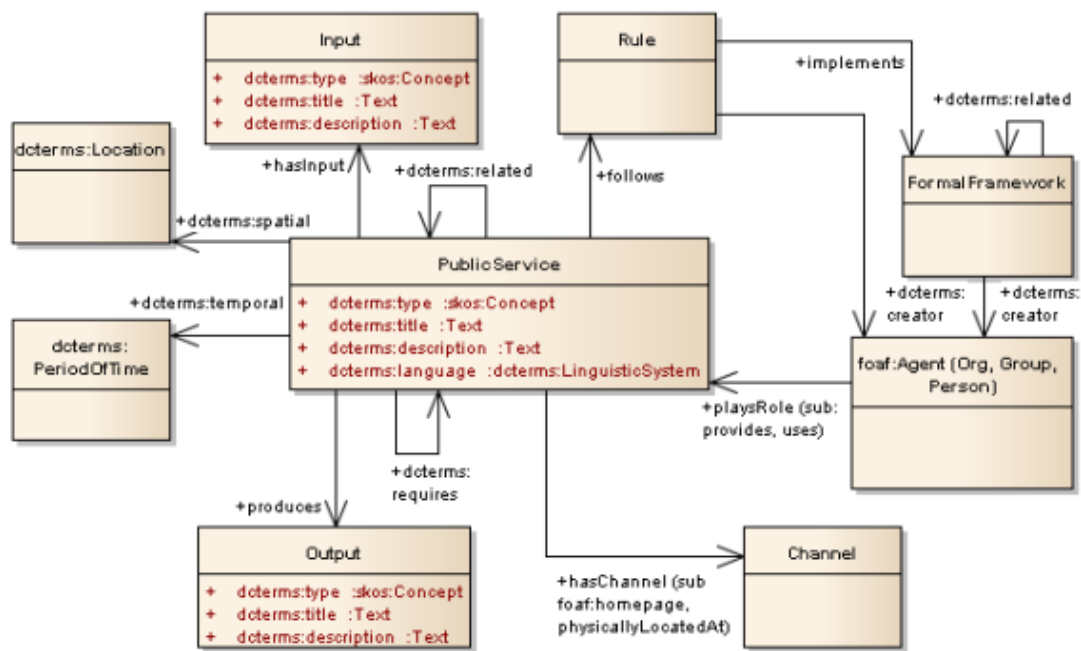 Input
+ dcterms:type :skos:Concept
+ dcterms:title :Text
+ dcterms:description :Text
Rule
+implements
+dcterms:related
dcterms:Location
+hasInput
+dcterms:related
+follows
FormalFramework
+dcterms:spatial
PublicService
+ dcterms:type :skos:Concept
+ dcterms:title :Text
+ dcterms:description :Text
+ dcterms:language :dcterms:LinguisticSystem
+dcterms:temporal
dcterms:
PeriodOfTime
+dcterms:
creator
+dcterms:
creator
foaf:Agent (Org, Group,
Person)
+playsRole (sub:
provides, uses)
+dcterms:
requires
+produces
Output
+ dcterms:type :skos:Concept
+ dcterms:title :Text
+ dcterms:description :Text
+hasChannel (sub
foaf:homepage,
physicallyLocatedAt)
Channel